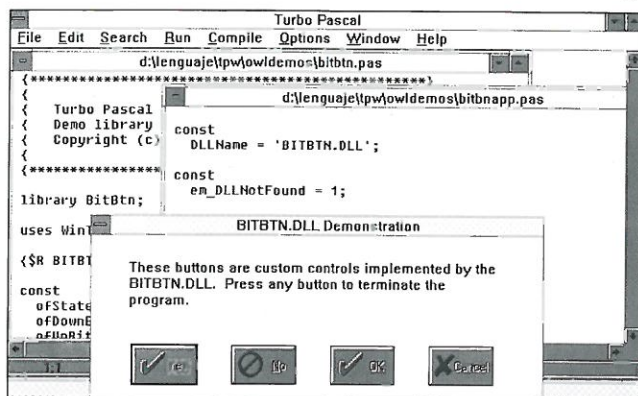 Turbo Pascal
File Edit Search Run Compile Options Window Help
d:\lenguaje\tpw\owldemos\bitbtn.pas
{**************************************************}
{
{ Turbo Pascal
{ Demo library
{ Copyright (c)
{
{*****************
library BitBtn;
uses WinT
{$R BITBT
const
ofState
ofDownB
ofUpBit
1:1
d:\lenguaje\tpw\owldemos\bitbnapp.pas
const
DLLName = 'BITBTN.DLL';
const
em_DLLNotFound = 1;
BITBTN.DLL Demonstration
These buttons are custom controls implemented by the
BITBTN.DLL. Press any button to terminate the
program.
Yes No OK Cancel